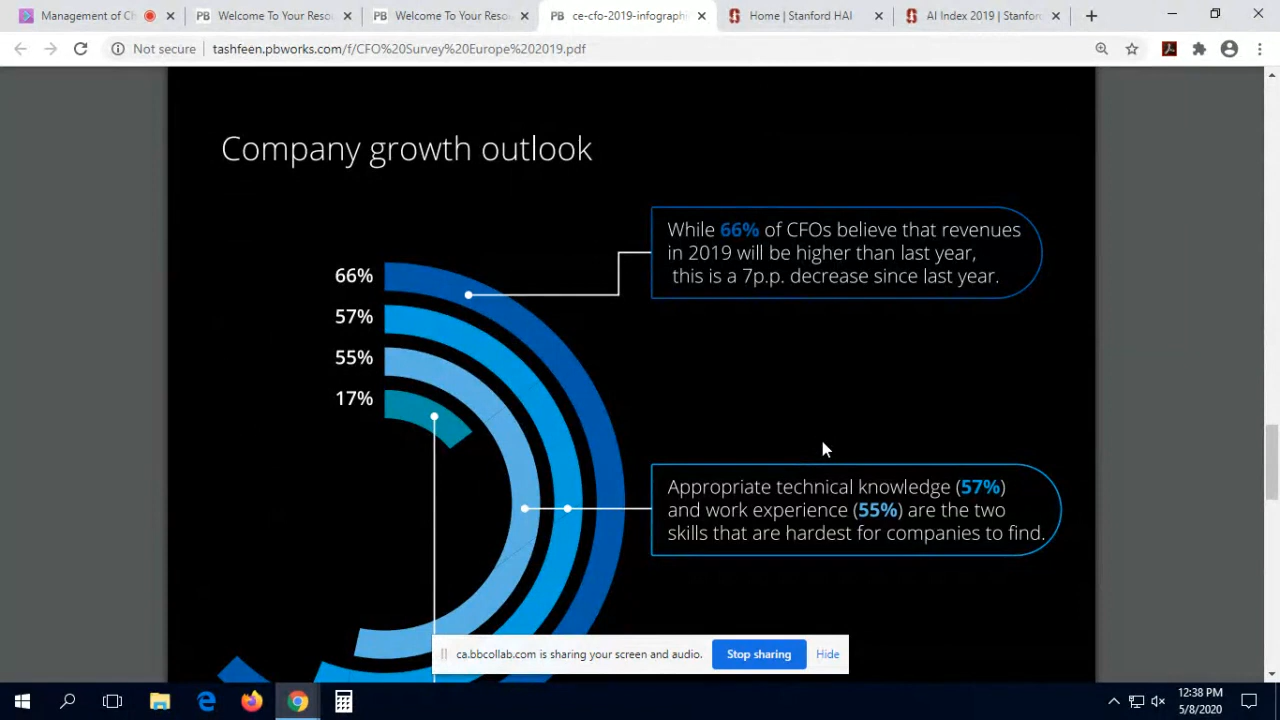 Management of Ch
Welcome To Your Resou
Welcome To Your Resou
ce-cfo-2019-infographi
Home | Stanford HAI
AI Index 2019 | Stanford
Not secure
tashfeen.pbworks.com/f/CFO%20Survey%20Europe%202019.pdf
Company growth outlook
While 66% of CFOs believe that revenues
in 2019 will be higher than last year,
this is a 7p.p. decrease since last year.
66%
57%
55%
17%
Appropriate technical knowledge (57%)
and work experience (55%) are the two
skills that are hardest for companies to find.
ca.bbcollab.com is sharing your screen and audio.
Stop sharing
Hide
12:38 PM
5/8/2020